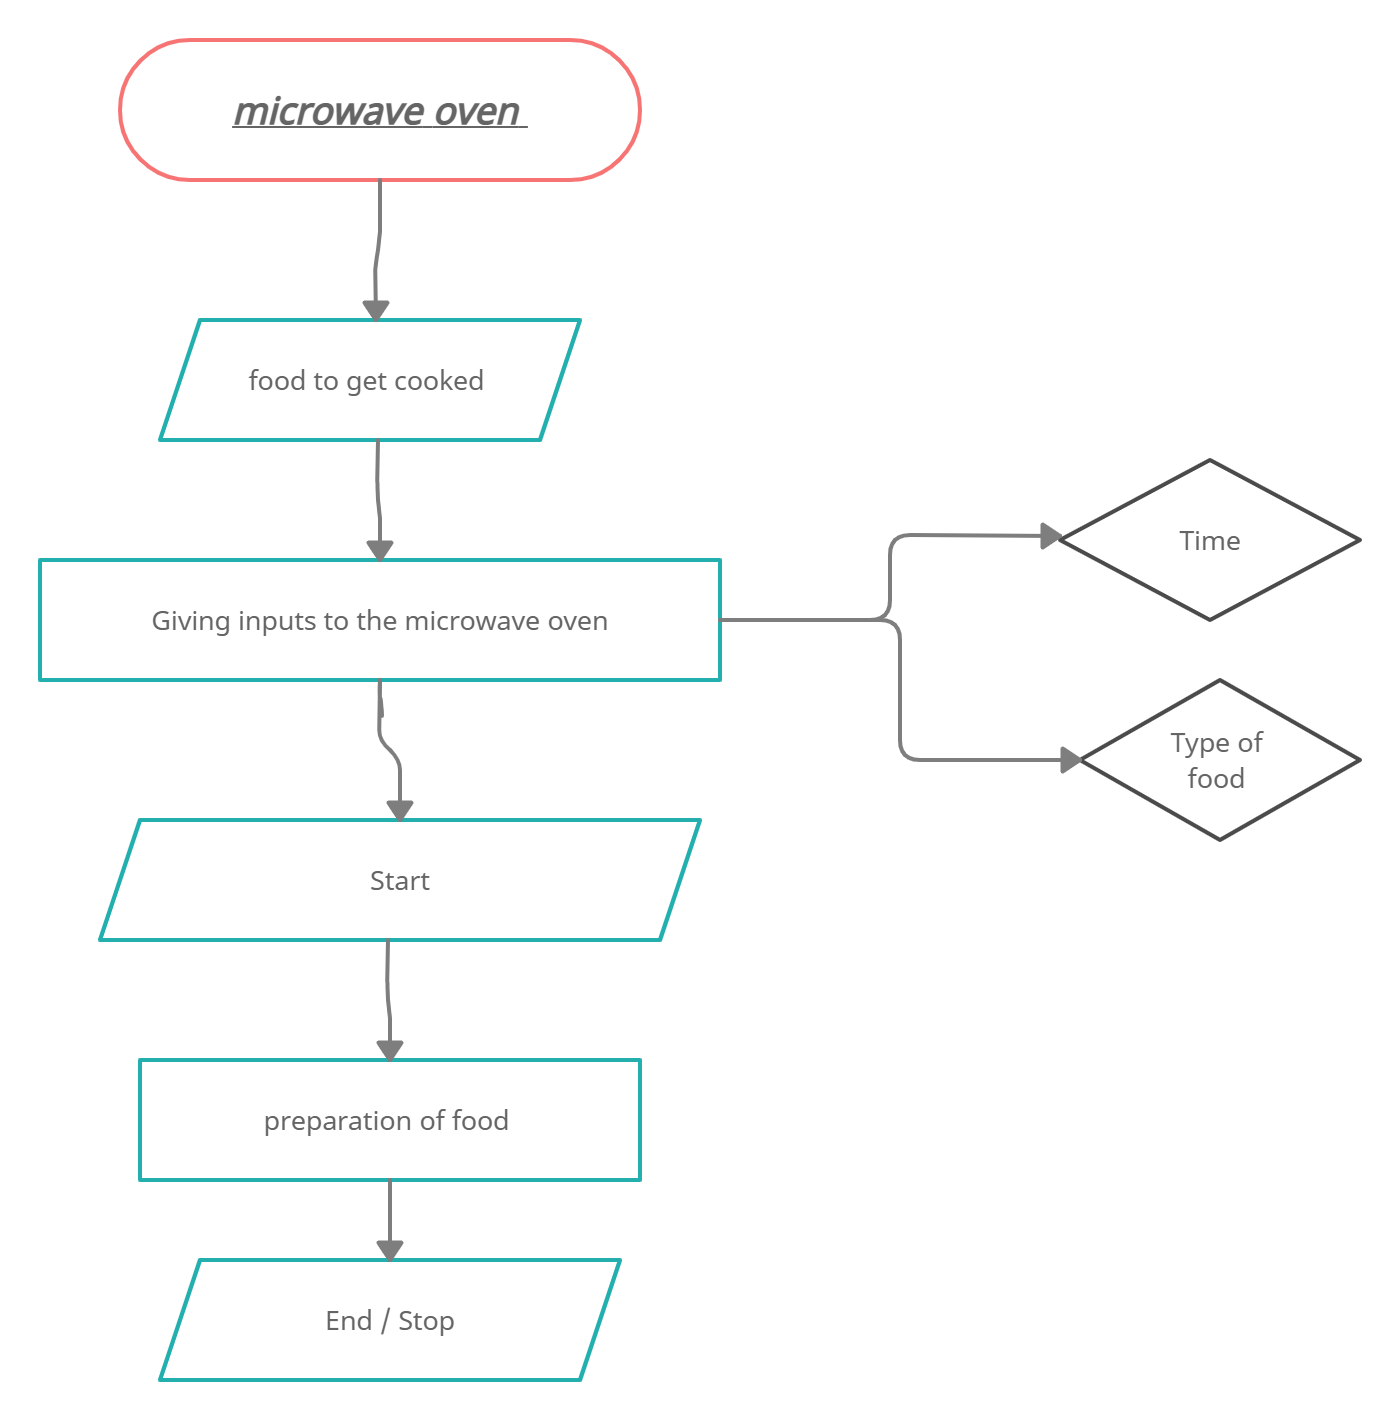 microwave oven
food to get cooked
Giving inputs to the microwave oven
Time
Type of
food
Start
preparation of food
End / Stop